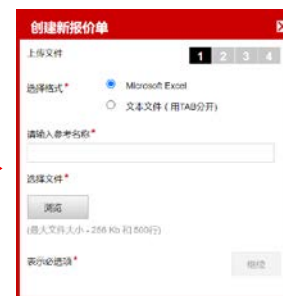 创建新报价单
上传文件
1 2 3 4
选择格式*
Microsoft Excel
文本文件 ( 用TAB分开)
请输入参考名称*
选择文件*
浏览
(最大文件大小 - 256 Kb 和 500行)
表示必选项*
继续